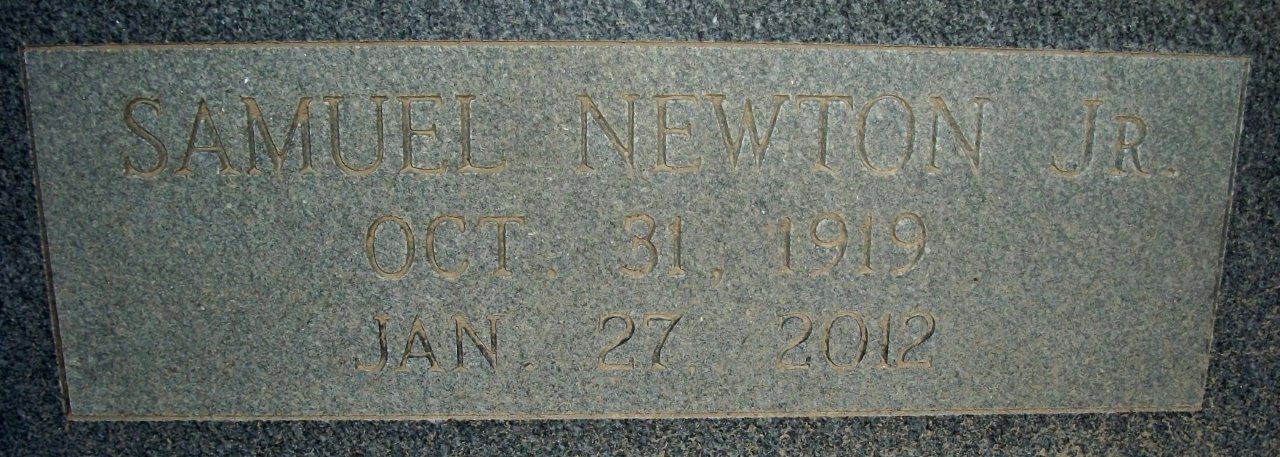 SAMUEL NEWTON JR.
OCT. 31, 1919
JAN. 27, 2012